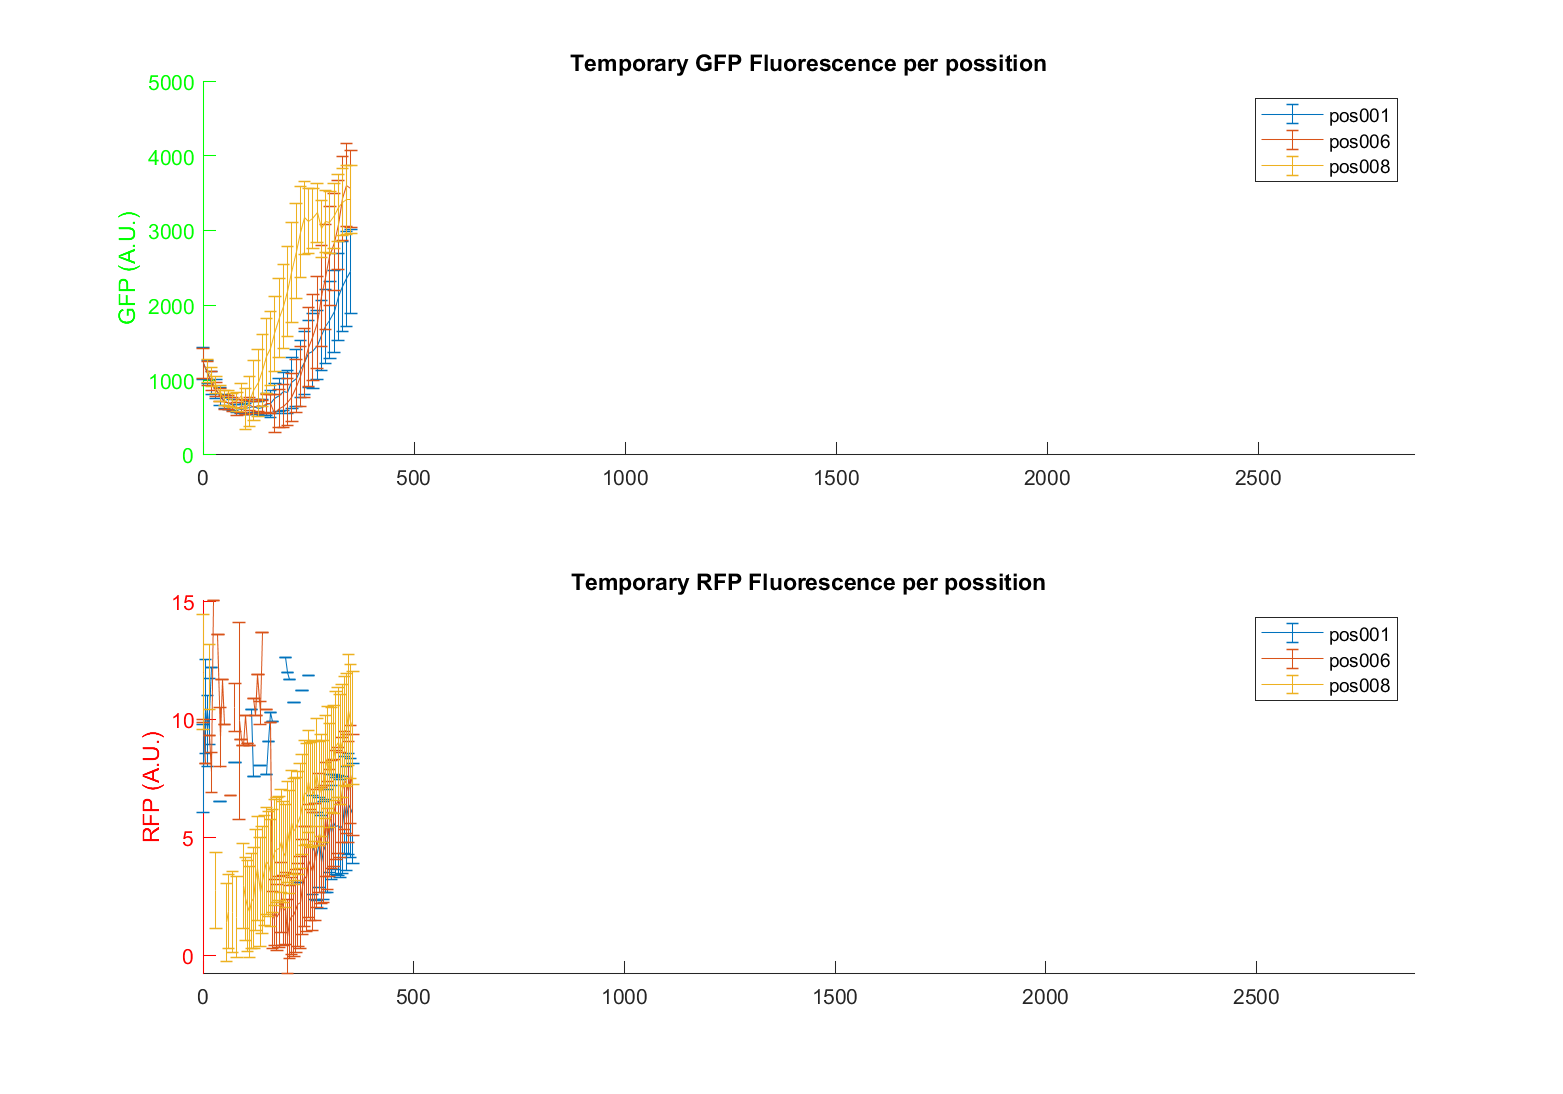 Temporary GFP Fluorescence per possition
5000
4000
3000
2000
1000
0
GFP (A.U.)
pos001
pos006
pos008
0 500 1000 1500 2000 2500
Temporary RFP Fluorescence per possition
15
10
5
0
RFP (A.U.)
pos001
pos006
pos008
0 500 1000 1500 2000 2500